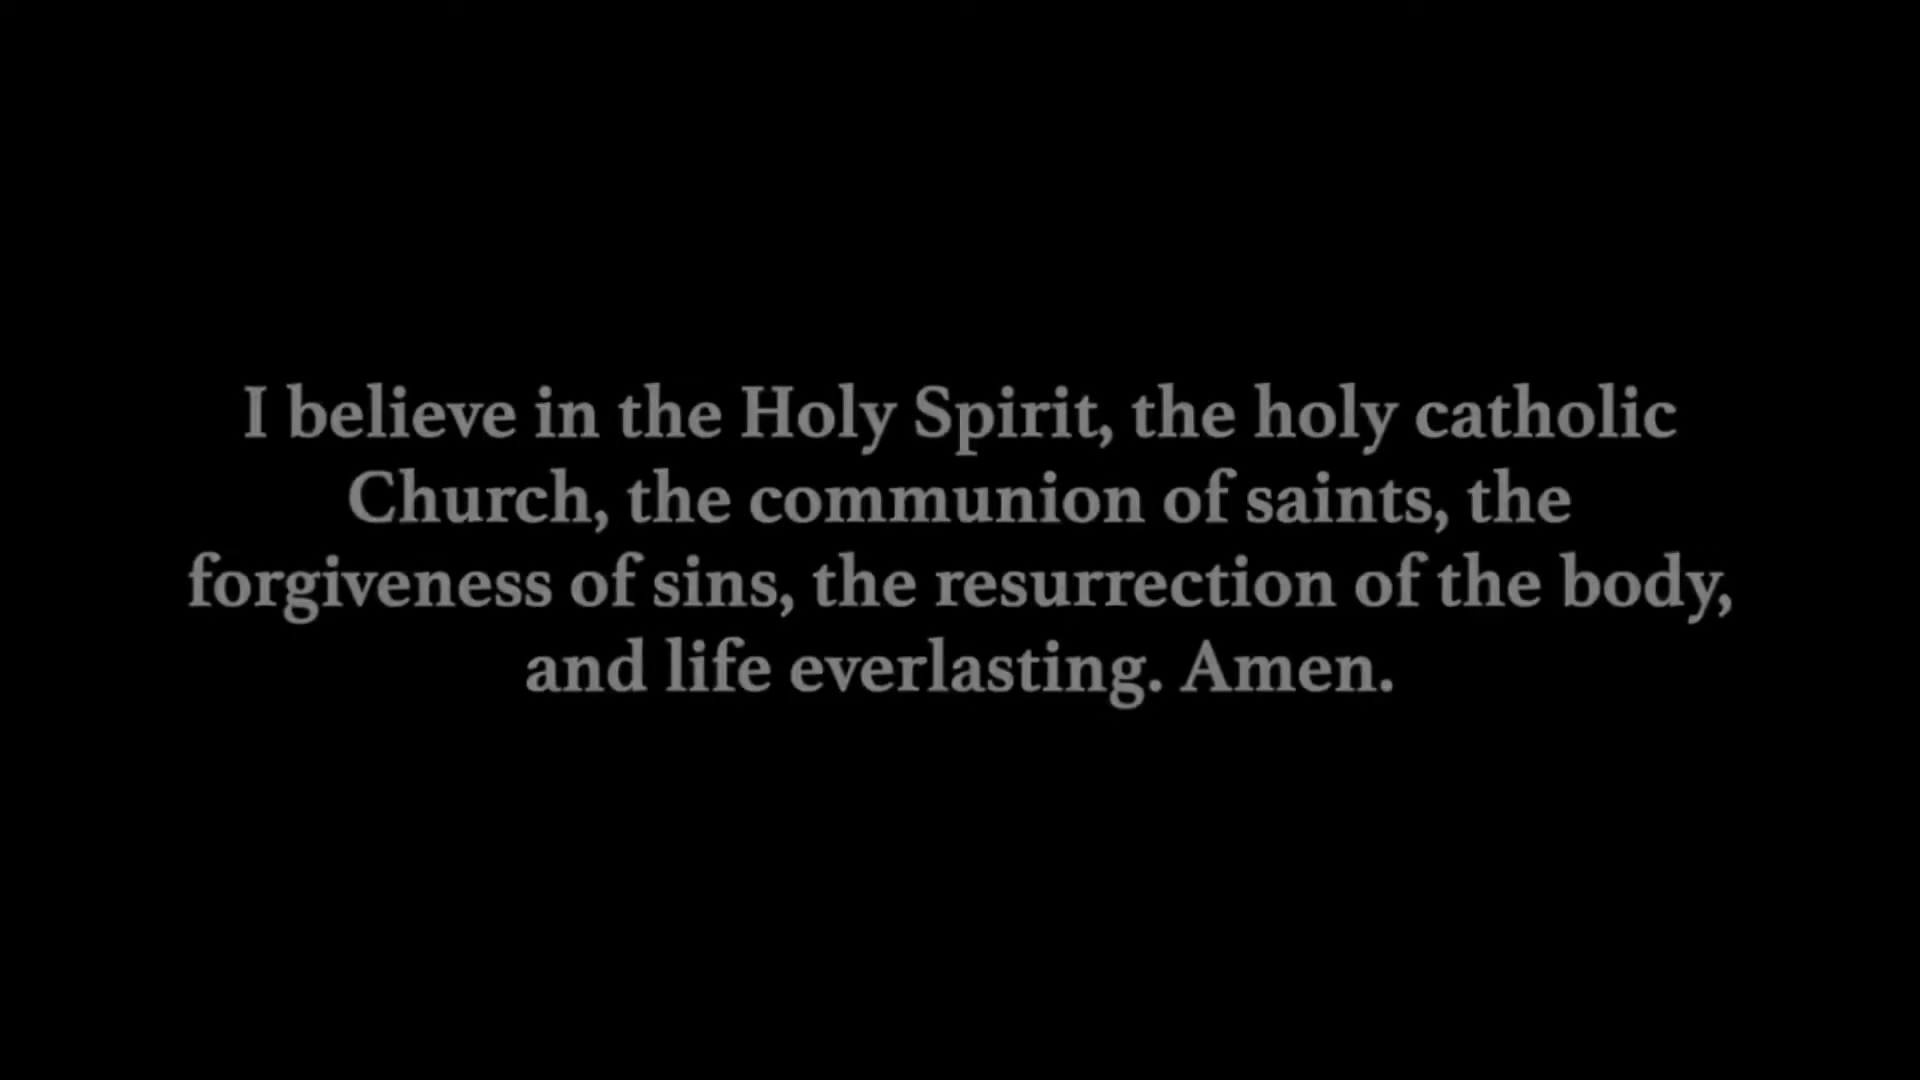 I believe in the Holy Spirit, the holy catholic
Church, the communion of saints, the
forgiveness of sins, the resurrection of the body,
and life everlasting. Amen.